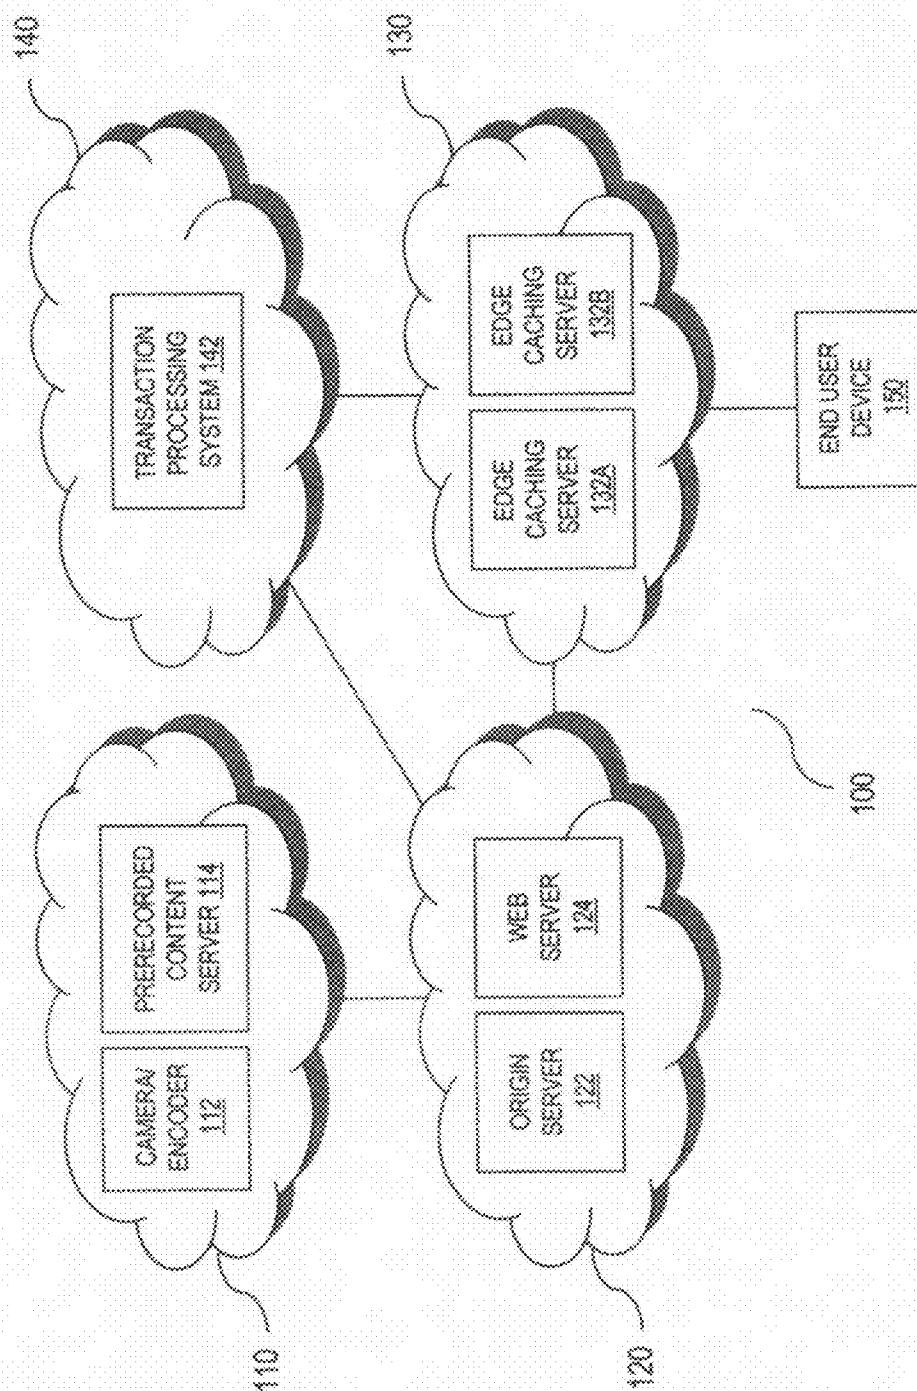 110
CAMERA/
ENCODER
112
PRERECORDED
CONTENT
SERVER 114
TRANSACTION
PROCESSING
SYSTEM 142
140
120
ORIGIN
SERVER
122
WEB
SERVER
124
EDGE
CACHING
SERVER
132A
EDGE
CACHING
SERVER
132B
130
100
END USER
DEVICE
150